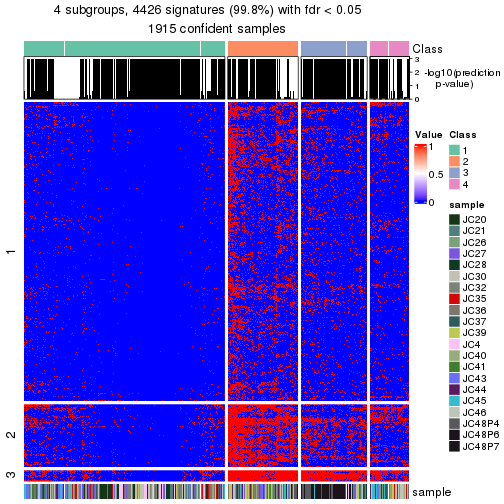 4 subgroups, 4426 signatures (99.8%) with fdr < 0.05
1915 confident samples
Class
3
2
1
0
-log10(prediction
p-value)
Value
1
0.5
0
Class
1
2
3
4
sample
JC20
JC21
JC26
JC27
JC28
JC30
JC32
JC35
JC36
JC37
JC39
JC4
JC40
JC41
JC43
JC44
JC45
JC46
JC48P4
JC48P6
JC48P7
1
2
3
sample